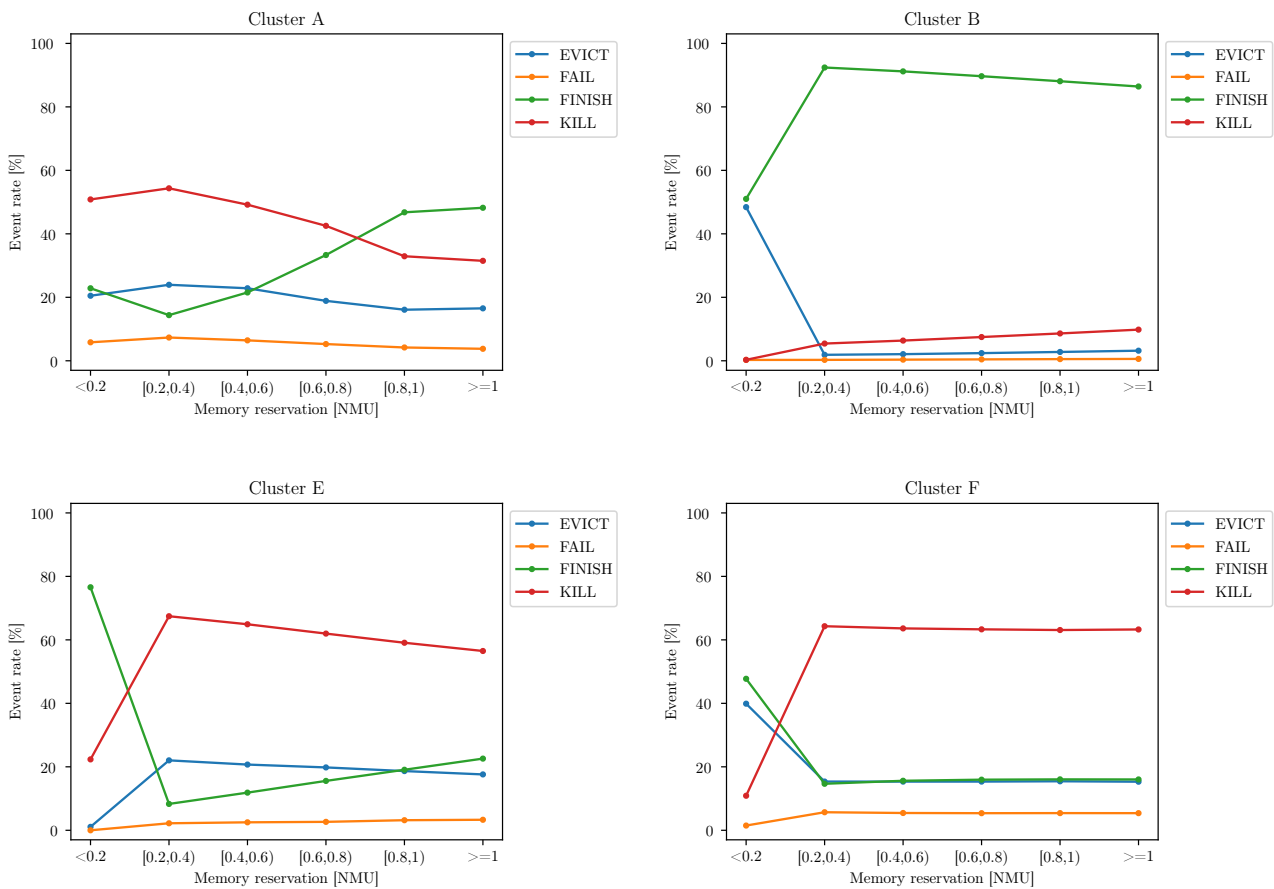 Cluster A
100
80
60
40
20
0
Event rate [%]
<0.2 [0.2,0.4) [0.4,0.6) [0.6,0.8) [0.8,1) >=1
Memory reservation [NMU]
EVICT
FAIL
FINISH
KILL
Cluster B
100
80
60
40
20
0
Event rate [%]
<0.2 [0.2,0.4) [0.4,0.6) [0.6,0.8) [0.8,1) >=1
Memory reservation [NMU]
EVICT
FAIL
FINISH
KILL
Cluster E
100
80
60
40
20
0
Event rate [%]
<0.2 [0.2,0.4) [0.4,0.6) [0.6,0.8) [0.8,1) >=1
Memory reservation [NMU]
EVICT
FAIL
FINISH
KILL
Cluster F
100
80
60
40
20
0
Event rate [%]
<0.2 [0.2,0.4) [0.4,0.6) [0.6,0.8) [0.8,1) >=1
Memory reservation [NMU]
EVICT
FAIL
FINISH
KILL